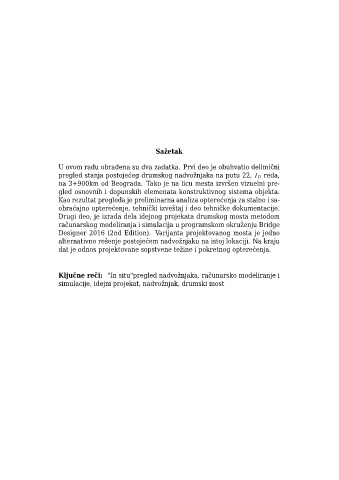 Sažetak
U ovom radu obrađena su dva zadatka. Prvi deo je obuhvatio delimični
pregled stanja postojećeg drumskog nadvožnjaka na putu 22, I_B reda,
na 3+900km od Beograda. Tako je na licu mesta izvršen vizuelni pre-
gled osnovnih i dopunskih elemenata konstruktivnog sistema objekta.
Kao rezultat pregleda je preliminarna analiza opterećenja za stalno i sa-
obraćajno opterećenje, tehnički izveštaj i deo tehničke dokumentacije.
Drugi deo, je izrada dela idejnog projekata drumskog mosta metodom
računarskog modeliranja i simulacija u programskom okruženju Bridge
Designer 2016 (2nd Edition). Varijanta projektovanog mosta je jedno
alternativno rešenje postojećem nadvožnjaku na istoj lokaciji. Na kraju
dat je odnos projektovane sopstvene težine i pokretnog opterećenja.
Ključne reči: "In situ"pregled nadvožnjaka, računarsko modeliranje i
simulacije, idejni projekat, nadvožnjak, drumski most